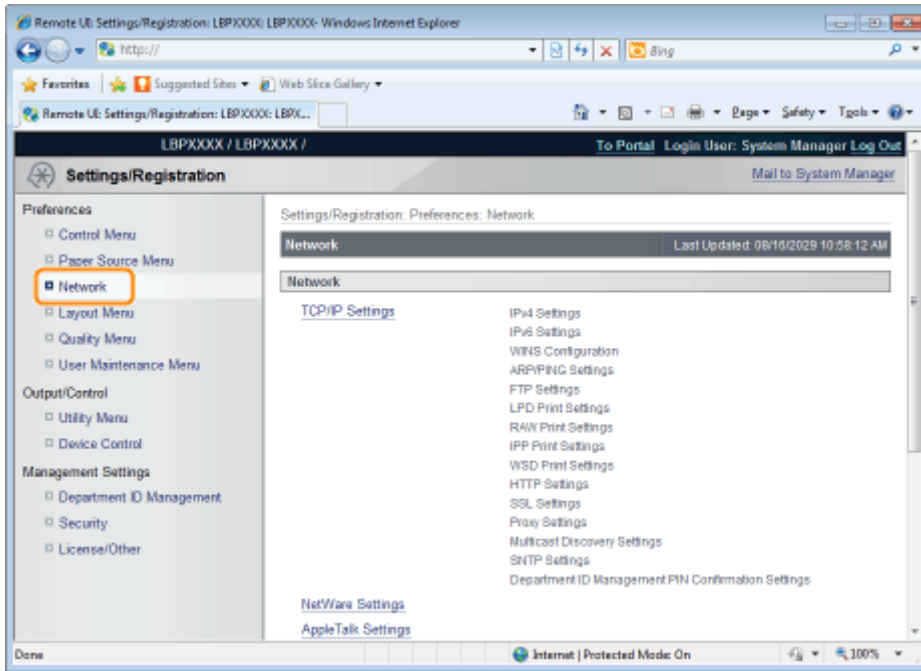 Remote UI: Settings/Registration: LBPXXXX: LBPXXXX- Windows Internet Explorer
http://
Bing
Favorites Suggested Sites Web Slice Gallery
Remote UI: Settings/Registration: LBPXXXX: LBPX...
Page Safety Tools
LBPXXXX / LBPXXXX /
To Portal Login User: System Manager Log Out
Settings/Registration
Mail to System Manager
Preferences
Control Menu
Paper Source Menu
Network
Layout Menu
Quality Menu
User Maintenance Menu
Output/Control
Utility Menu
Device Control
Management Settings
Department ID Management
Security
License/Other
Settings/Registration: Preferences: Network
Network Last Updated: 08/16/2029 10:58:12 AM
Network
TCP/IP Settings
IPv4 Settings
IPv6 Settings
WINS Configuration
ARP/PING Settings
FTP Settings
LPD Print Settings
RAW Print Settings
IPP Print Settings
WSD Print Settings
HTTP Settings
SSL Settings
Proxy Settings
Multicast Discovery Settings
SNTP Settings
Department ID Management PIN Confirmation Settings
NetWare Settings
AppleTalk Settings
Done
Internet | Protected Mode: On
100%